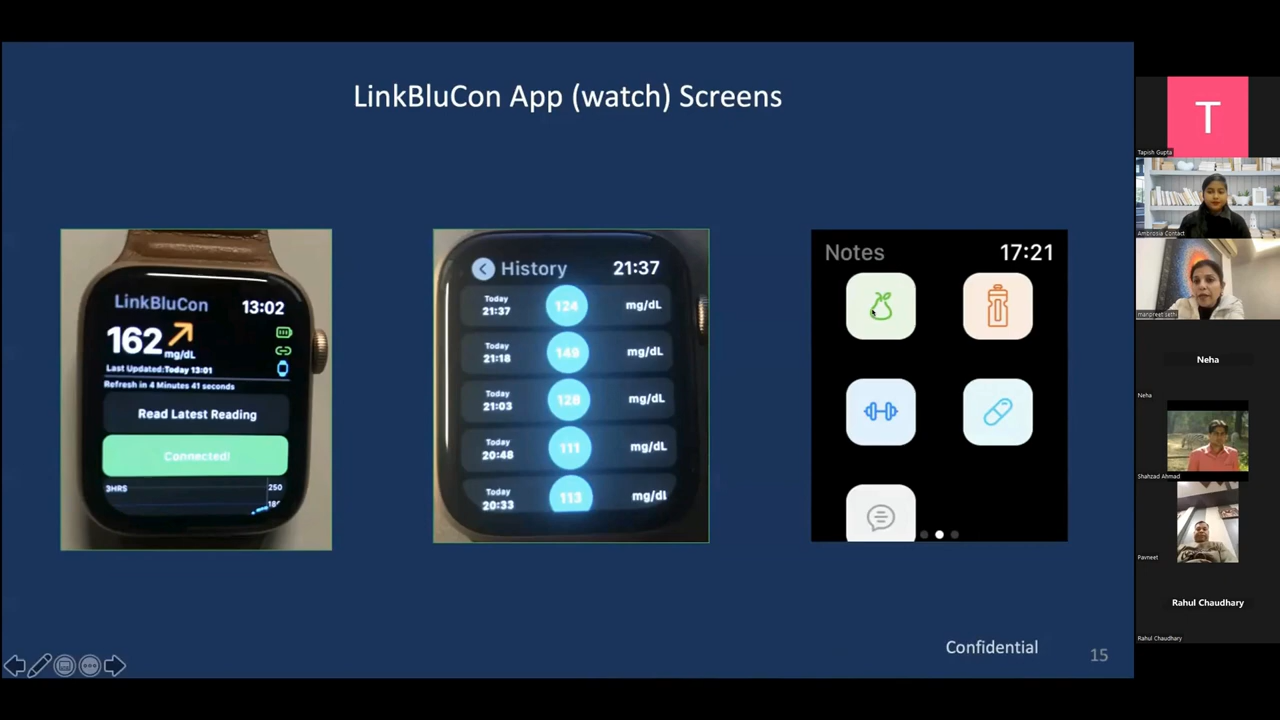 LinkBluCon App (watch) Screens
LinkBluCon
13:02
162
mg/dL
Last Updated:Today 13:01
Refresh in 4 Minutes 41 seconds
Read Latest Reading
Connected!
3HRS
250
History
21:37
Today
21:37
124
mg/dL
Today
21:18
149
mg/dL
Today
21:03
128
mg/dL
Today
20:48
111
mg/dL
Today
20:33
113
Notes
17:21
Confidential
15
T
Tapish Gupta
Ambrosia Contact
manpreet sethi
Neha
Neha
Shahzad Ahmad
Pavneet
Rahul Chaudhary
Rahul Chaudhary